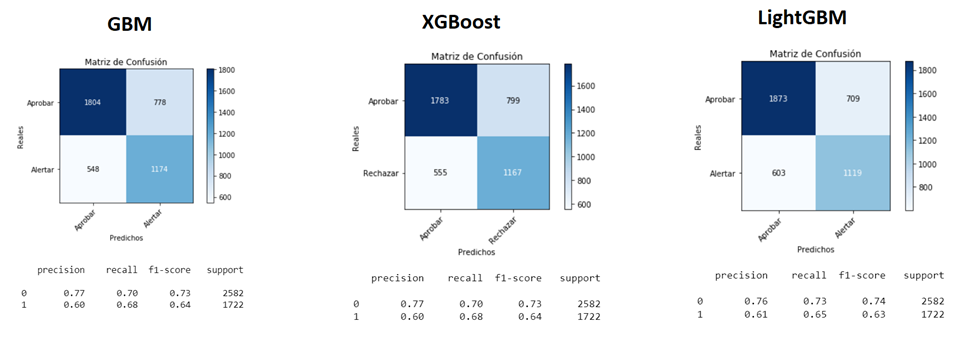 GBM
Matriz de Confusión
Aprobar
Alertar
Reales
1804
778
548
1174
1800
1600
1400
1200
1000
800
600
Aprobar
Alertar
Predichos
precision recall f1-score support
0 0.77 0.70 0.73 2582
1 0.60 0.68 0.64 1722
XGBoost
Matriz de Confusión
Aprobar
Rechazar
Reales
1783
799
555
1167
1600
1400
1200
1000
800
600
Aprobar
Rechazar
Predichos
precision recall f1-score support
0 0.77 0.70 0.73 2582
1 0.60 0.68 0.64 1722
LightGBM
Matriz de Confusión
Aprobar
Alertar
Reales
1873
709
603
1119
1800
1600
1400
1200
1000
800
Aprobar
Alertar
Predichos
precision recall f1-score support
0 0.76 0.73 0.74 2582
1 0.61 0.65 0.63 1722